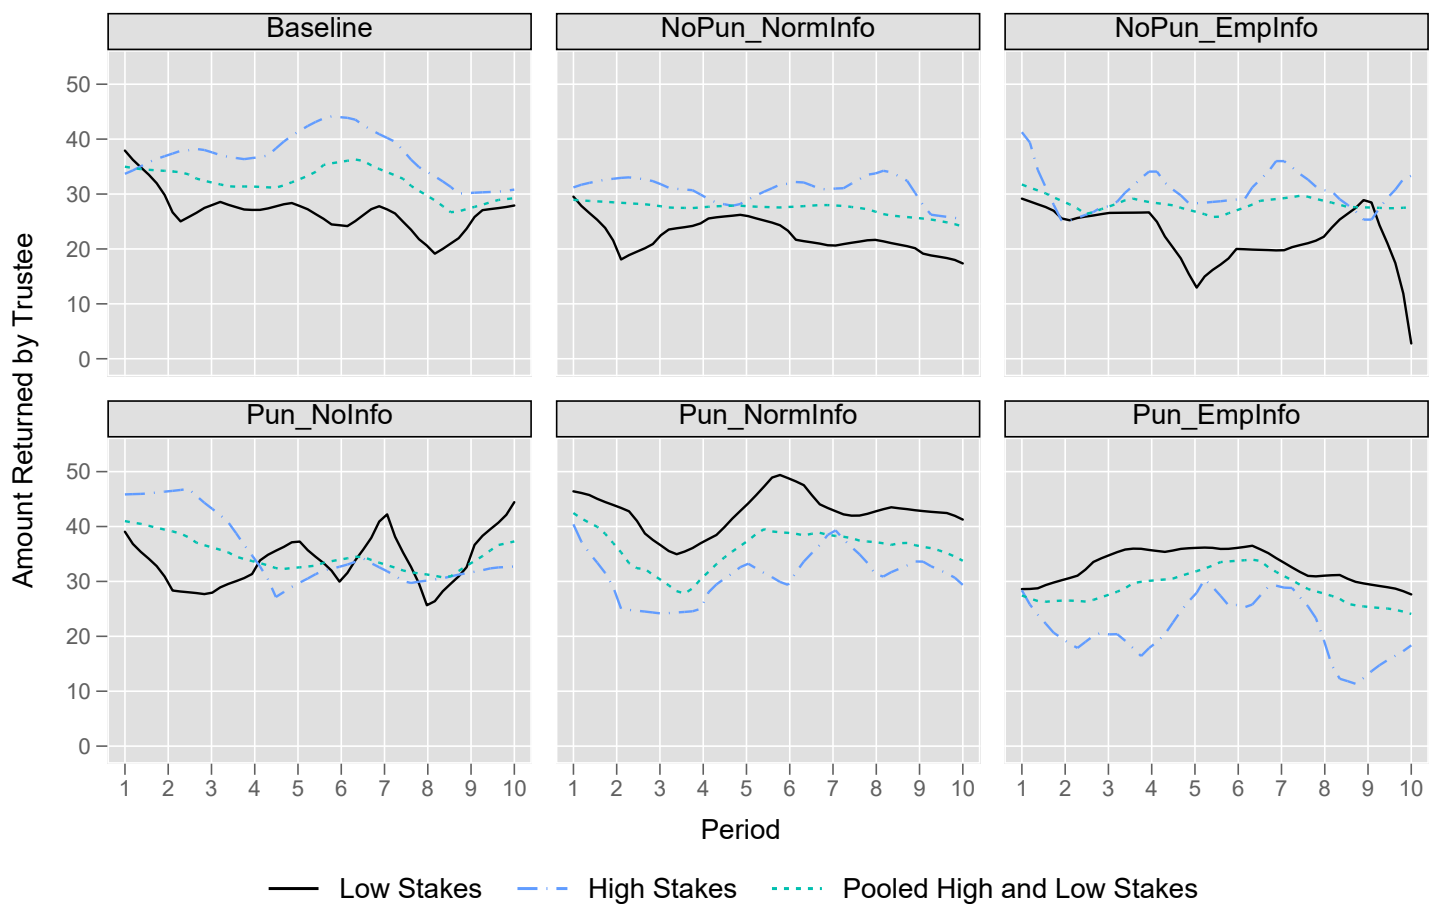 Baseline NoPun_NormInfo NoPun_EmpInfo
50
40
30
20
10
0
Pun_NoInfo Pun_NormInfo Pun_EmpInfo
50
40
30
20
10
0
1 2 3 4 5 6 7 8 9 10 1 2 3 4 5 6 7 8 9 10 1 2 3 4 5 6 7 8 9 10
Amount Returned by Trustee
Period
Low Stakes High Stakes Pooled High and Low Stakes